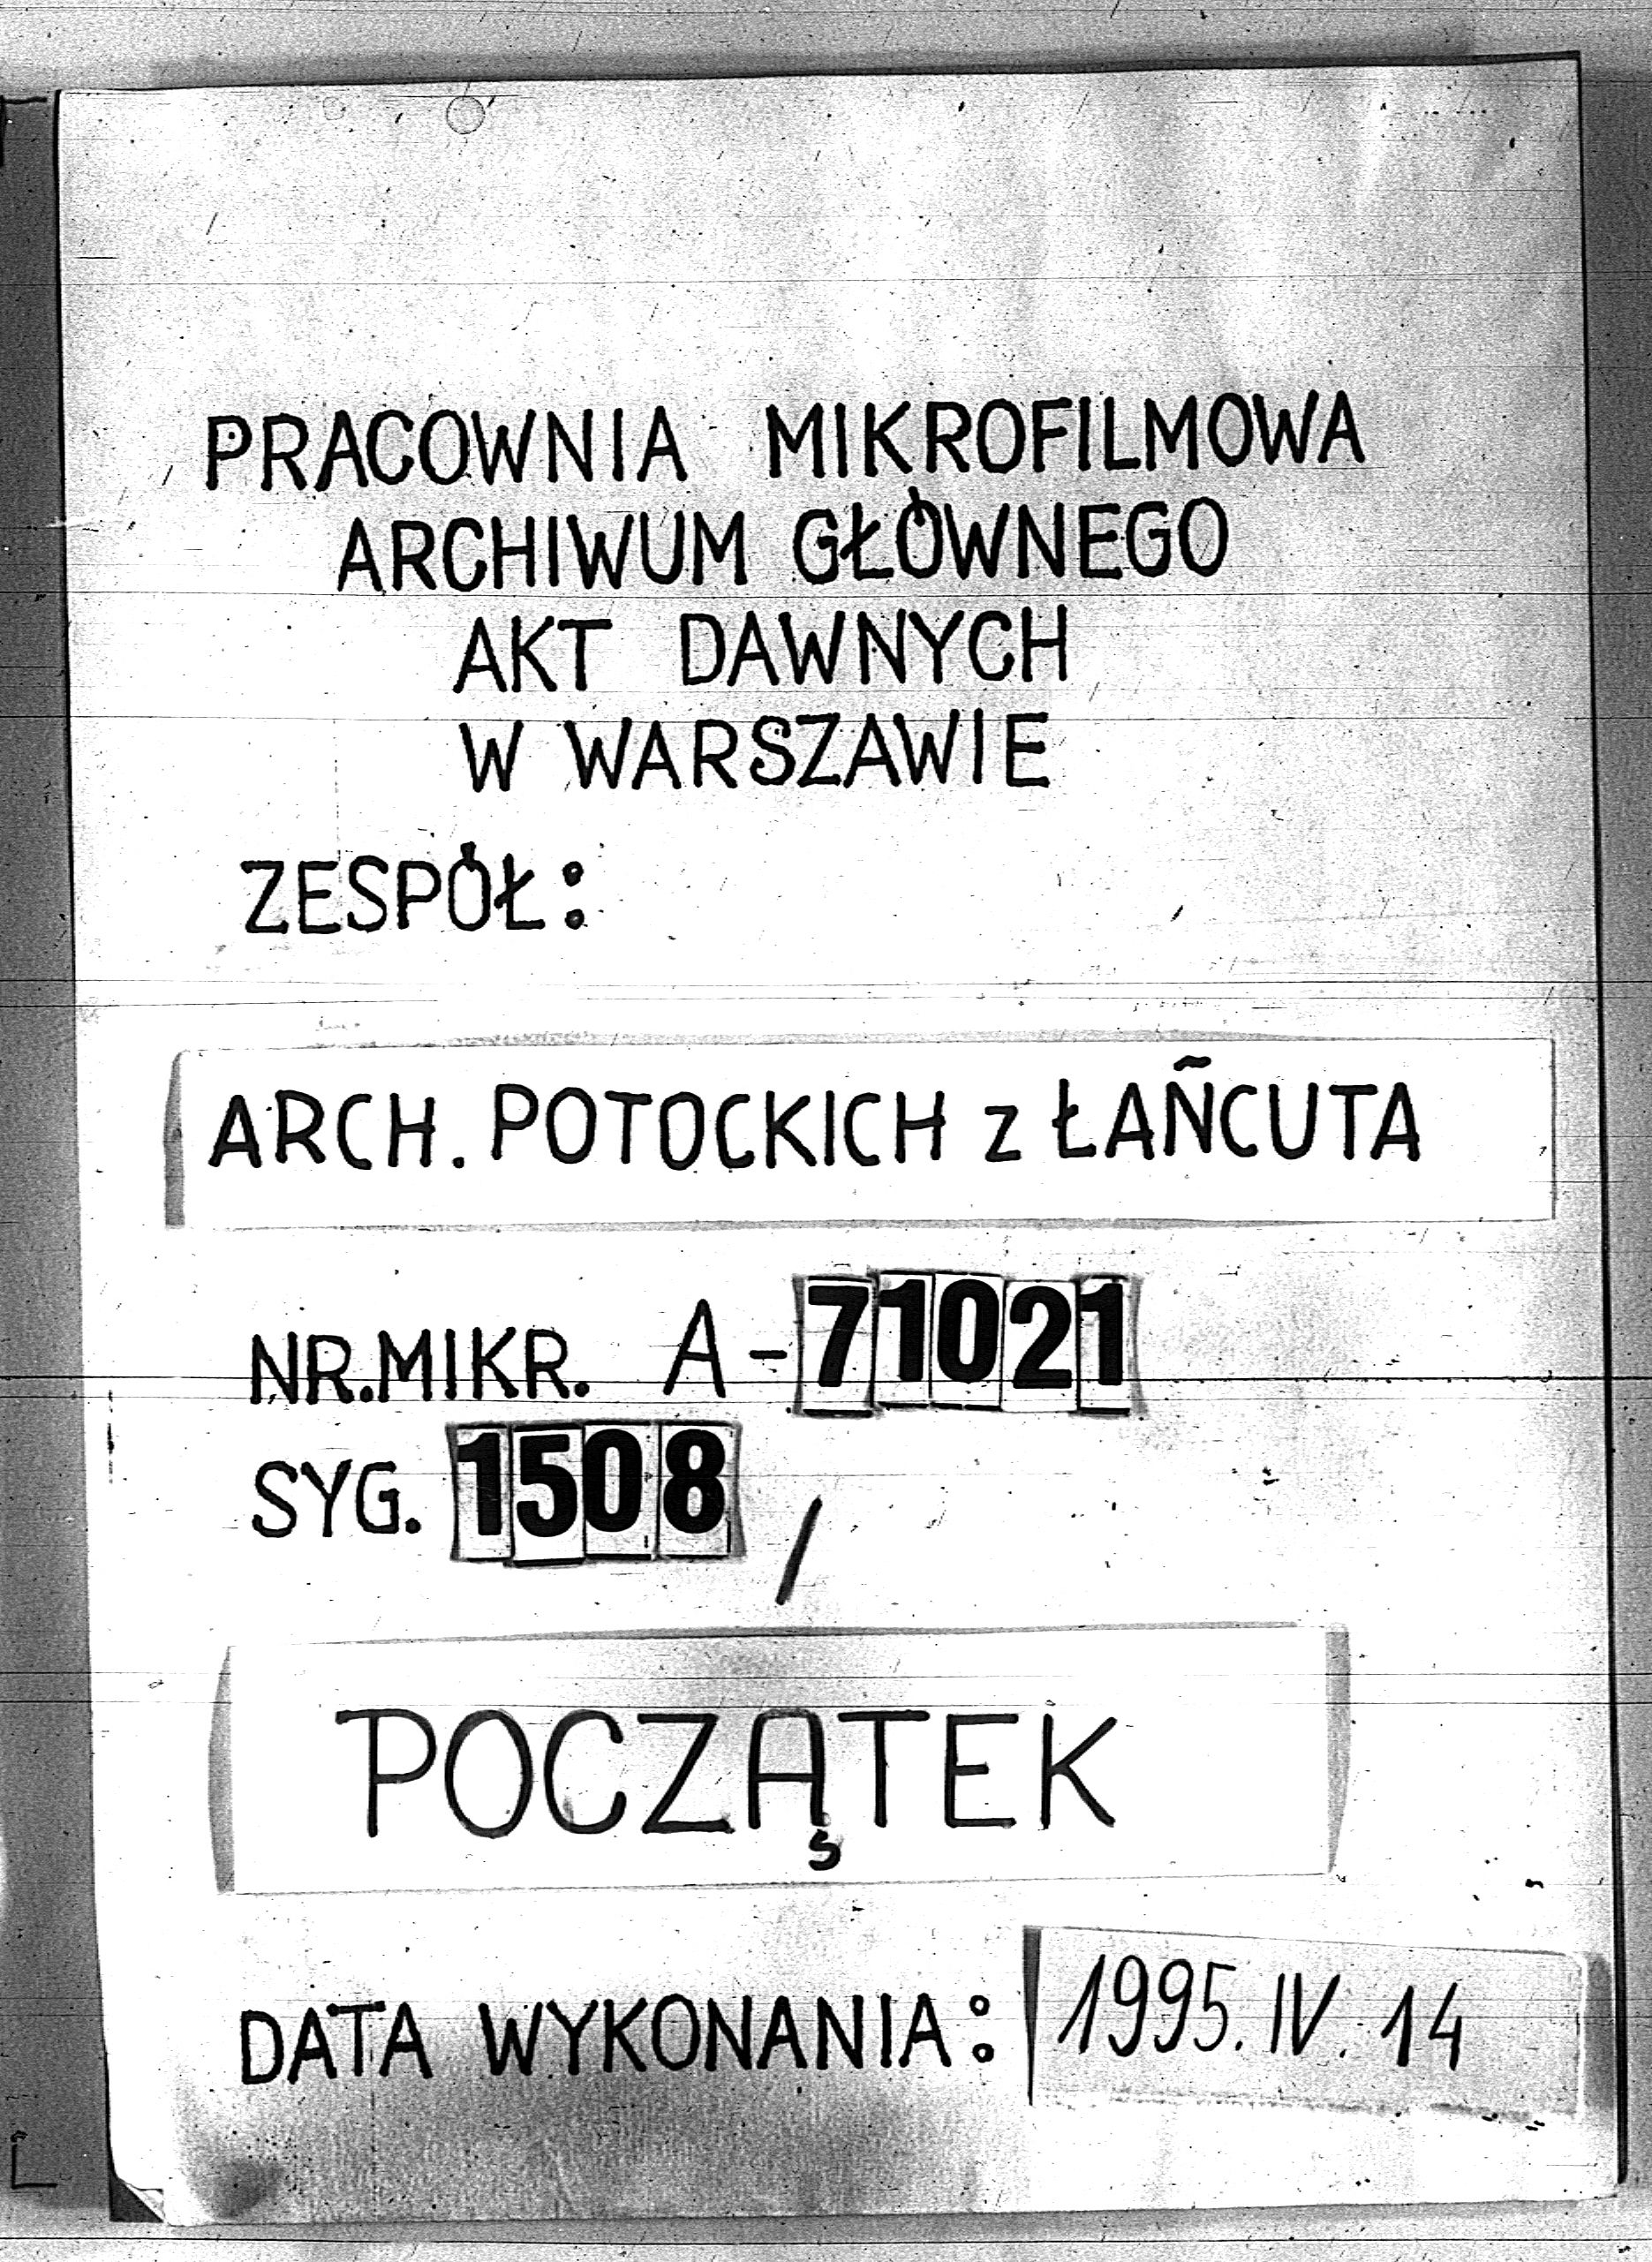 PRACOWNIA MIKROFILMOWA
ARCHIWUM GŁÓWNEGO
AKT DAWNYCH
W WARSZAWIE
ZESPÓŁ:
ARCH. POTOCKICH z ŁAŃCUTA
NR.MIKR. A-71021
SYG. 1508 /
POCZĄTEK
DATA WYKONANIA: 1995.IV.14